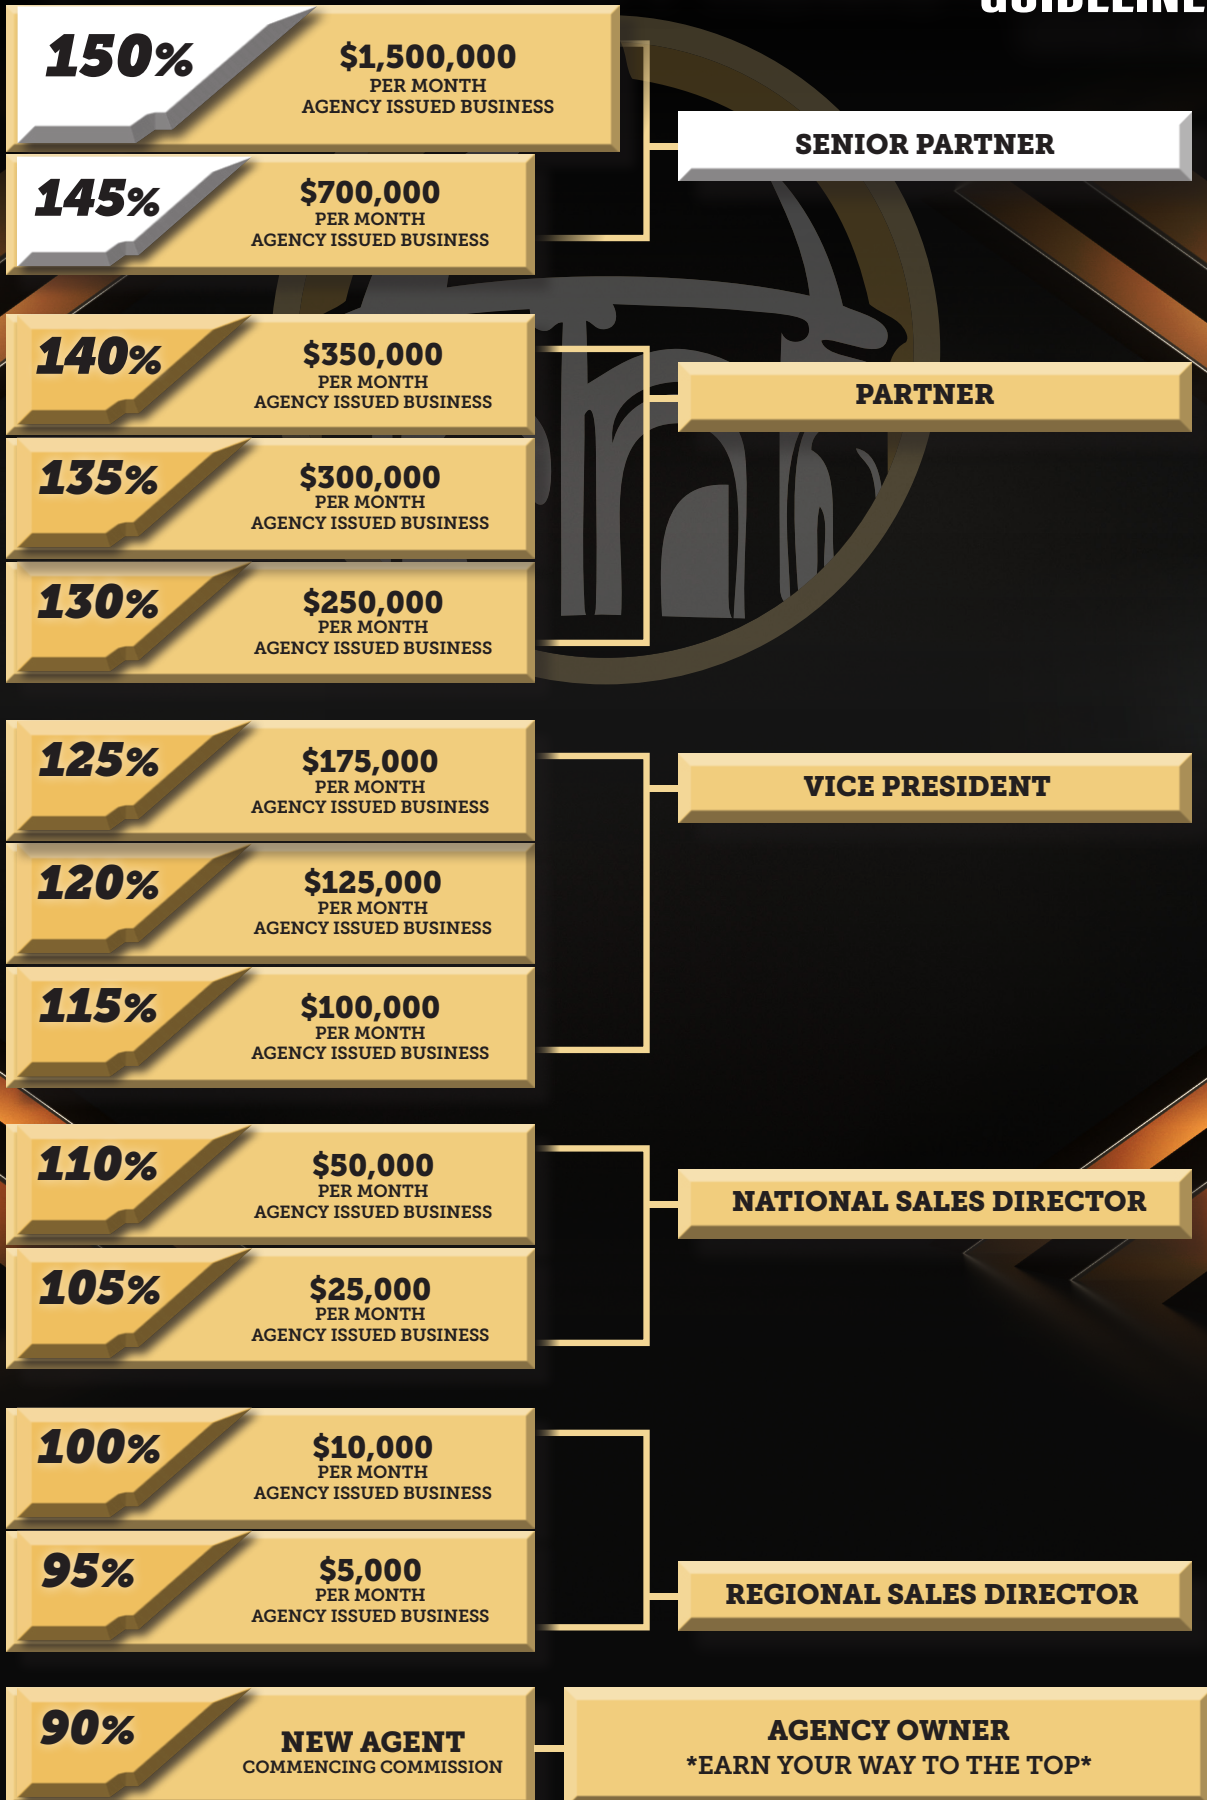 GUIDELINE
150%
$1,500,000
PER MONTH
AGENCY ISSUED BUSINESS
SENIOR PARTNER
145%
$700,000
PER MONTH
AGENCY ISSUED BUSINESS
140%
$350,000
PER MONTH
AGENCY ISSUED BUSINESS
PARTNER
135%
$300,000
PER MONTH
AGENCY ISSUED BUSINESS
130%
$250,000
PER MONTH
AGENCY ISSUED BUSINESS
125%
$175,000
PER MONTH
AGENCY ISSUED BUSINESS
VICE PRESIDENT
120%
$125,000
PER MONTH
AGENCY ISSUED BUSINESS
115%
$100,000
PER MONTH
AGENCY ISSUED BUSINESS
110%
$50,000
PER MONTH
AGENCY ISSUED BUSINESS
NATIONAL SALES DIRECTOR
105%
$25,000
PER MONTH
AGENCY ISSUED BUSINESS
100%
$10,000
PER MONTH
AGENCY ISSUED BUSINESS
95%
$5,000
PER MONTH
AGENCY ISSUED BUSINESS
REGIONAL SALES DIRECTOR
90%
NEW AGENT
COMMENCING COMMISSION
AGENCY OWNER
*EARN YOUR WAY TO THE TOP*